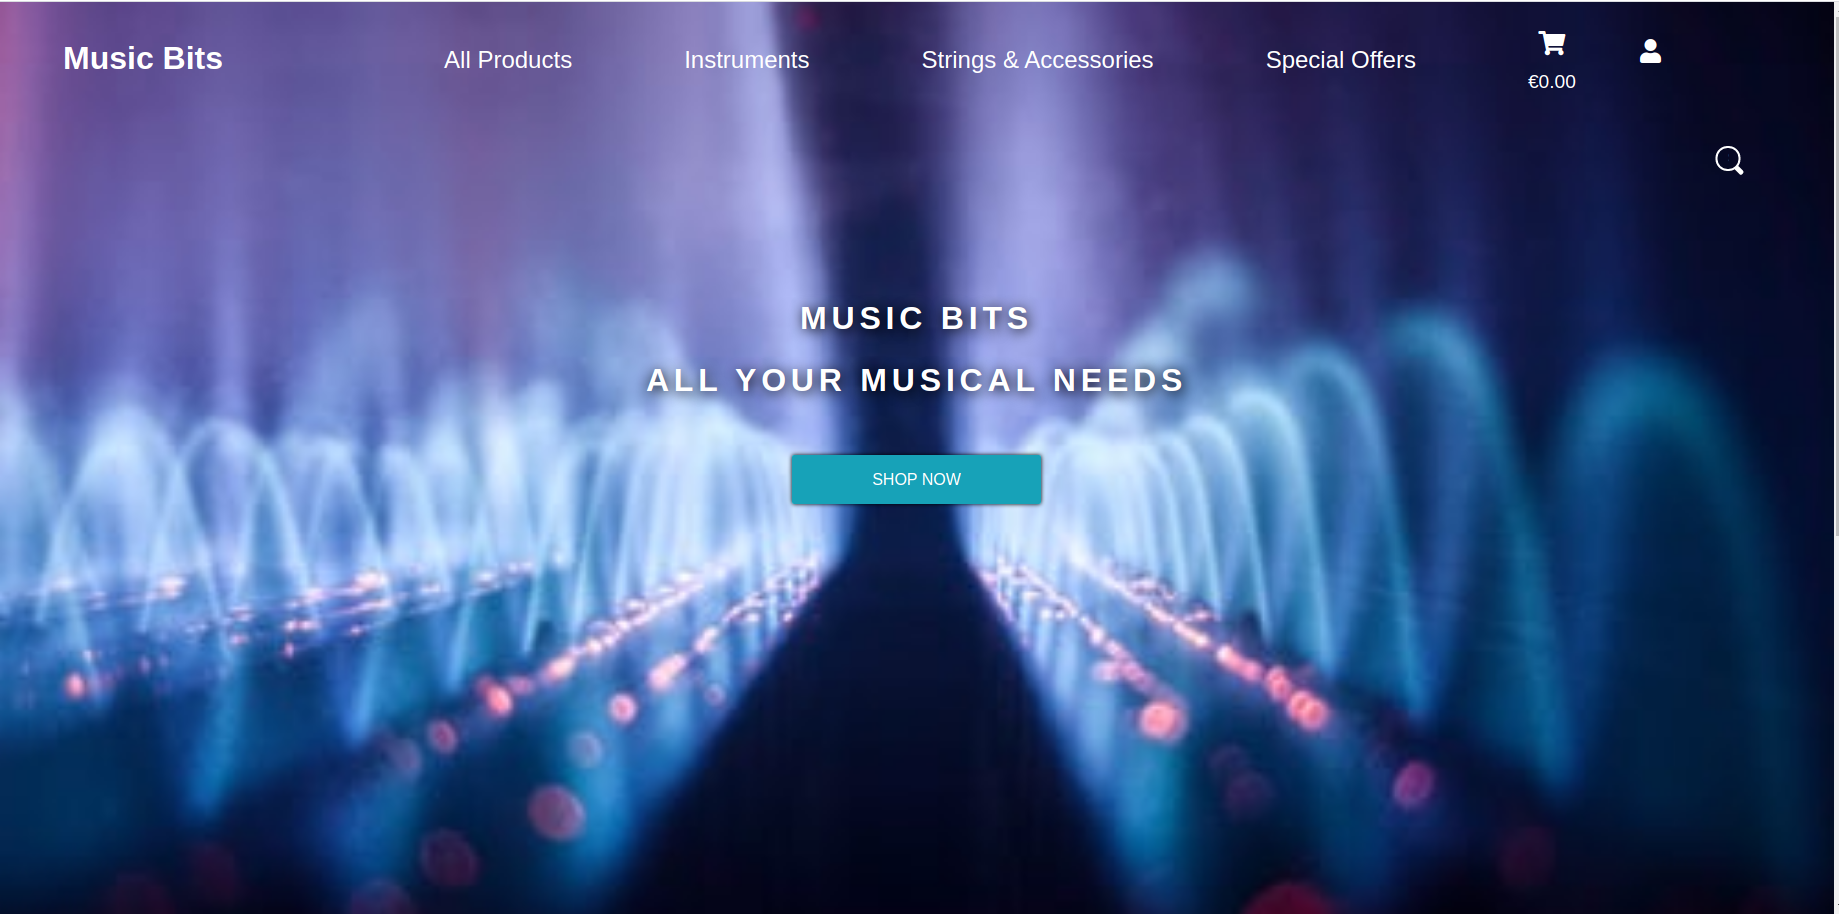 Music Bits
All Products
Instruments
Strings & Accessories
Special Offers
€0.00
MUSIC BITS
ALL YOUR MUSICAL NEEDS
SHOP NOW